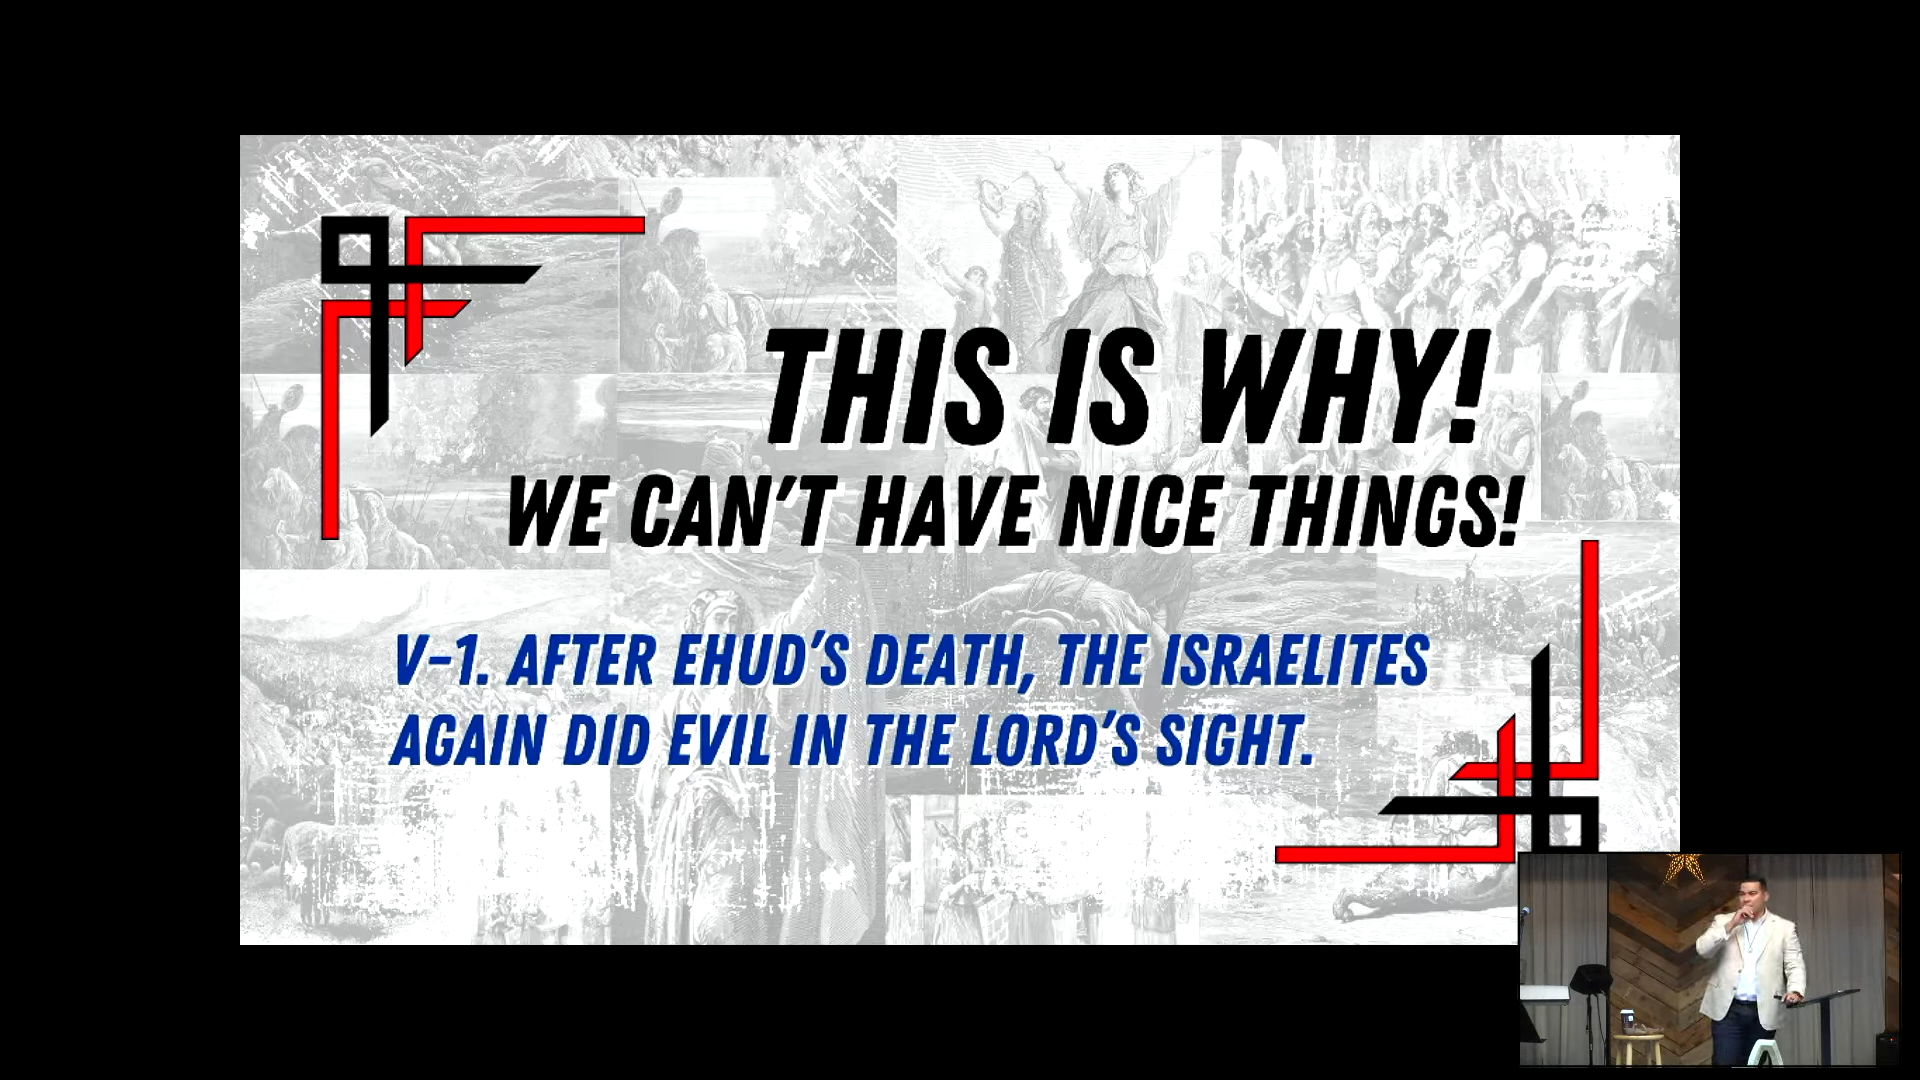 THIS IS WHY!
WE CAN'T HAVE NICE THINGS!
V-1. AFTER EHUD'S DEATH, THE ISRAELITES
AGAIN DID EVIL IN THE LORD'S SIGHT.